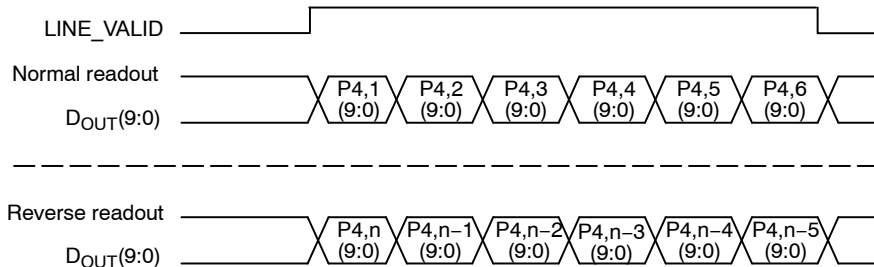 LINE_VALID
Normal readout
P4,1 P4,2 P4,3 P4,4 P4,5 P4,6
(9:0) (9:0) (9:0) (9:0) (9:0) (9:0)
DOUT(9:0)
Reverse readout
P4,n P4,n−1 P4,n−2 P4,n−3 P4,n−4 P4,n−5
(9:0) (9:0) (9:0) (9:0) (9:0) (9:0)
DOUT(9:0)